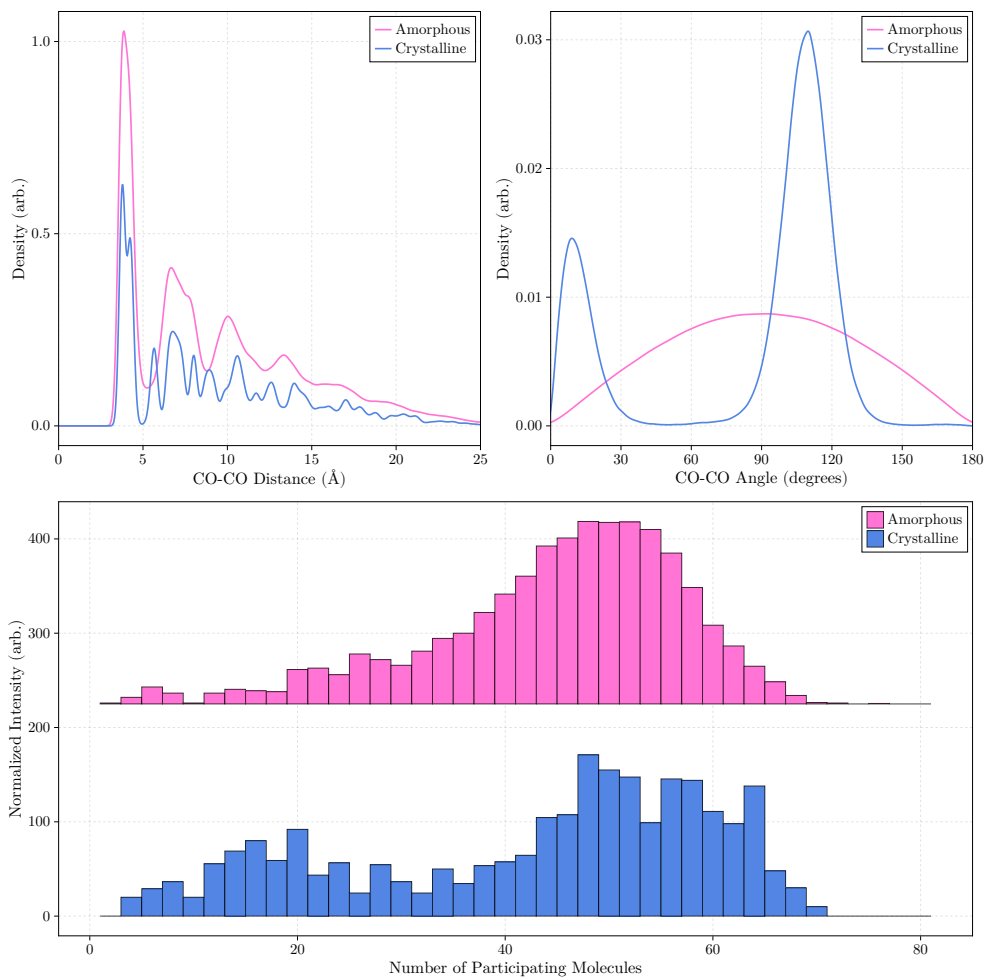 Density (arb.)
1.0
0.5
0.0
Amorphous
Crystalline
0
5
10
15
20
25
CO-CO Distance (Å)
Density (arb.)
0.03
0.02
0.01
0.00
Amorphous
Crystalline
0
30
60
90
120
150
180
CO-CO Angle (degrees)
Normalized Intensity (arb.)
400
300
200
100
0
Amorphous
Crystalline
0
20
40
60
80
Number of Participating Molecules